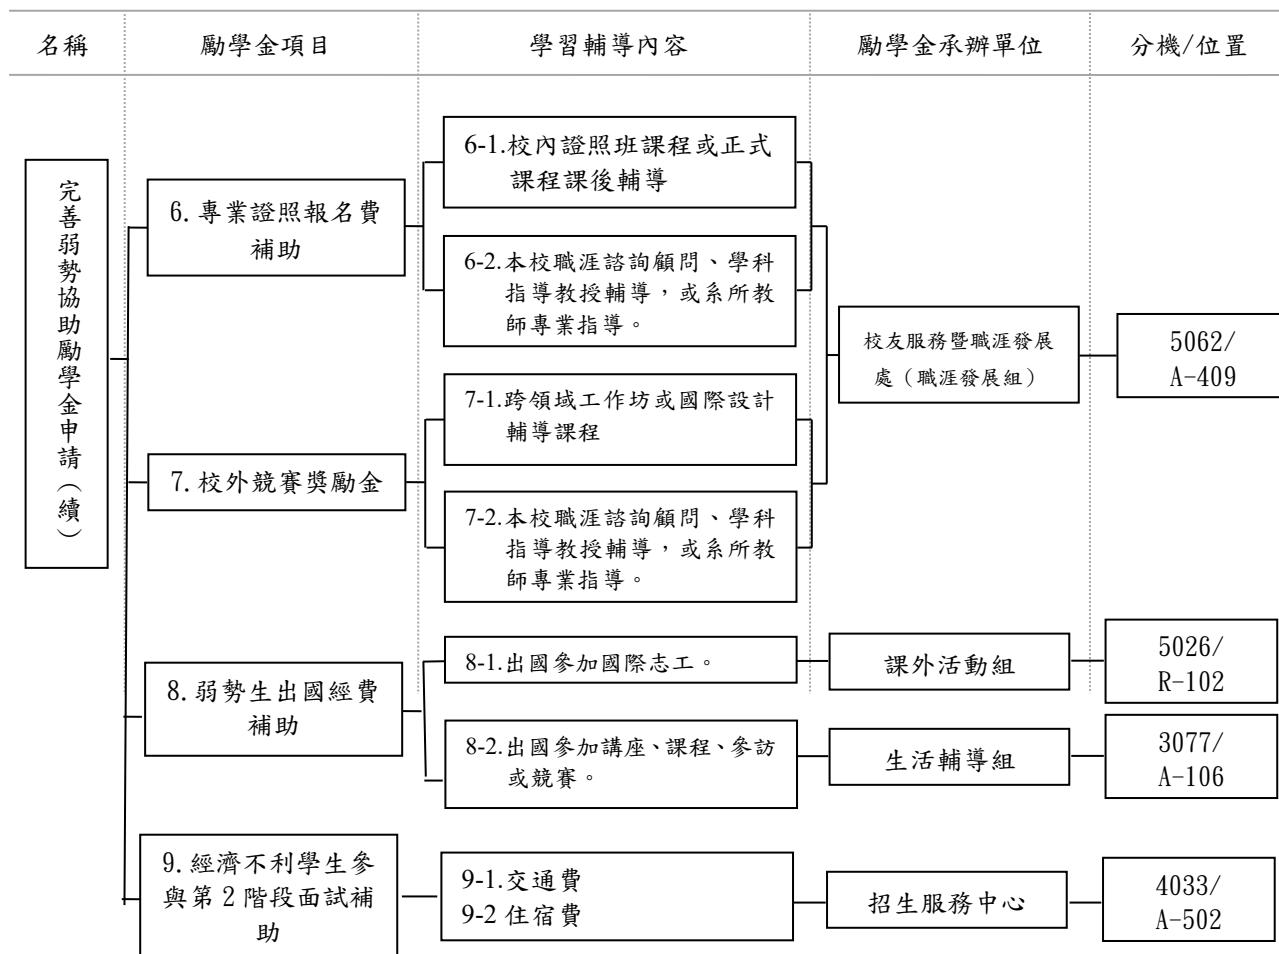 名稱
勵學金項目
學習輔導內容
勵學金承辦單位
分機/位置
完善弱勢協助勵學金申請（續）
6.專業證照報名費
補助
6-1.校內證照班課程或正式
課程課後輔導
6-2.本校職涯諮詢顧問、學科
指導教授輔導，或系所教
師專業指導。
7.校外競賽獎勵金
7-1.跨領域工作坊或國際設計
輔導課程
7-2.本校職涯諮詢顧問、學科
指導教授輔導，或系所教
師專業指導。
校友服務暨職涯發展
處（職涯發展組）
5062/
A-409
8.弱勢生出國經費
補助
8-1.出國參加國際志工。
課外活動組
5026/
R-102
8-2.出國參加講座、課程、參訪
或競賽。
生活輔導組
3077/
A-106
9.經濟不利學生參
與第2階段面試補
助
9-1.交通費
9-2住宿費
招生服務中心
4033/
A-502